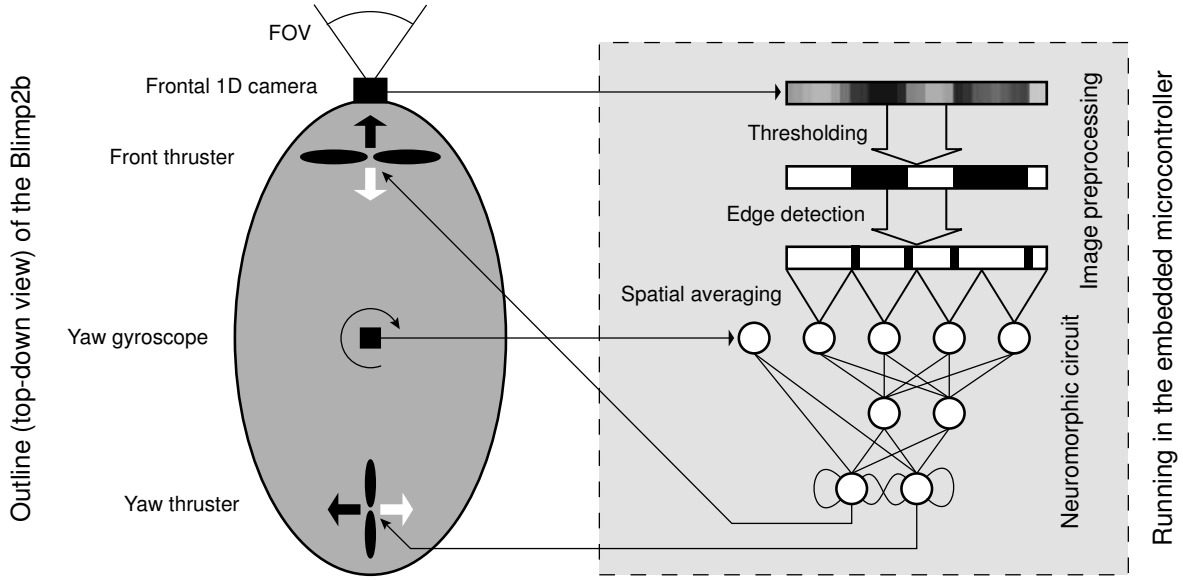 FOV
Frontal 1D camera
Front thruster
Yaw gyroscope
Yaw thruster
Outline (top-down view) of the Blimp2b
Thresholding
Edge detection
Spatial averaging
Image preprocessing
Neuromorphic circuit
Running in the embedded microcontroller